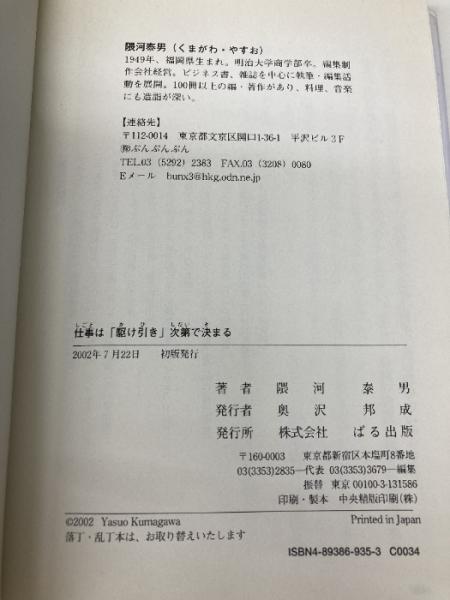 隈河泰男(くまがわ・やすお)
1949年、福岡県生まれ。明治大学商学部卒。編集制
作会社経営。ビジネス書、雑誌を中心に執筆・編集活
動を展開。100冊以上の編・著作があり、料理、音楽
にも造詣が深い。
【連絡先】
〒112-0014 東京都文京区関口1-36-1 平沢ビル3F
㈲ぶんぶんぶん
TEL.03 (5292) 2383 FAX.03 (3208) 0080
Eメール bunx3@hkg.odn.ne.jp
しごと か ひ しだい き
仕事は「駆け引き」次第で決まる
2002年7月22日 初版発行
著者 隈河泰男
発行者 奥沢邦成
発行所 株式会社 ぱる出版
〒160-0003 東京都新宿区本塩町8番地
03(3353)2835―代表 03(3353)3679―編集
振替 東京 00100-3-131586
印刷・製本 中央精版印刷(株)
©2002 Yasuo Kumagawa Printed in Japan
落丁・乱丁本は、お取り替えいたします
ISBN4-89386-935-3 C0034